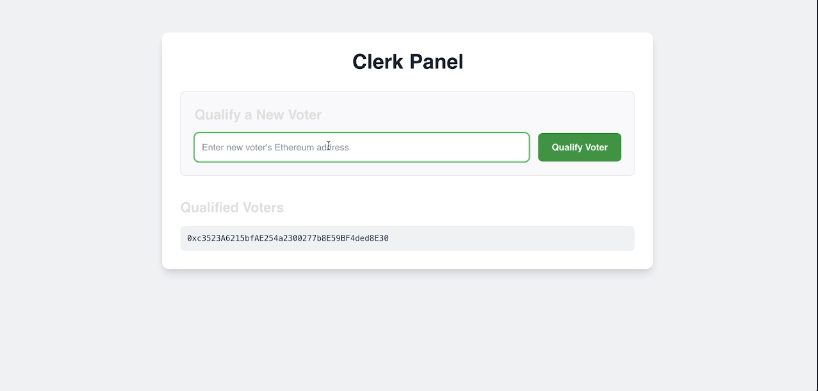 Clerk Panel
Qualify a New Voter
Enter new voter's Ethereum address
Qualify Voter
Qualified Voters
0xc3523A6215bfAE254a2300277b8E59BF4ded8E30